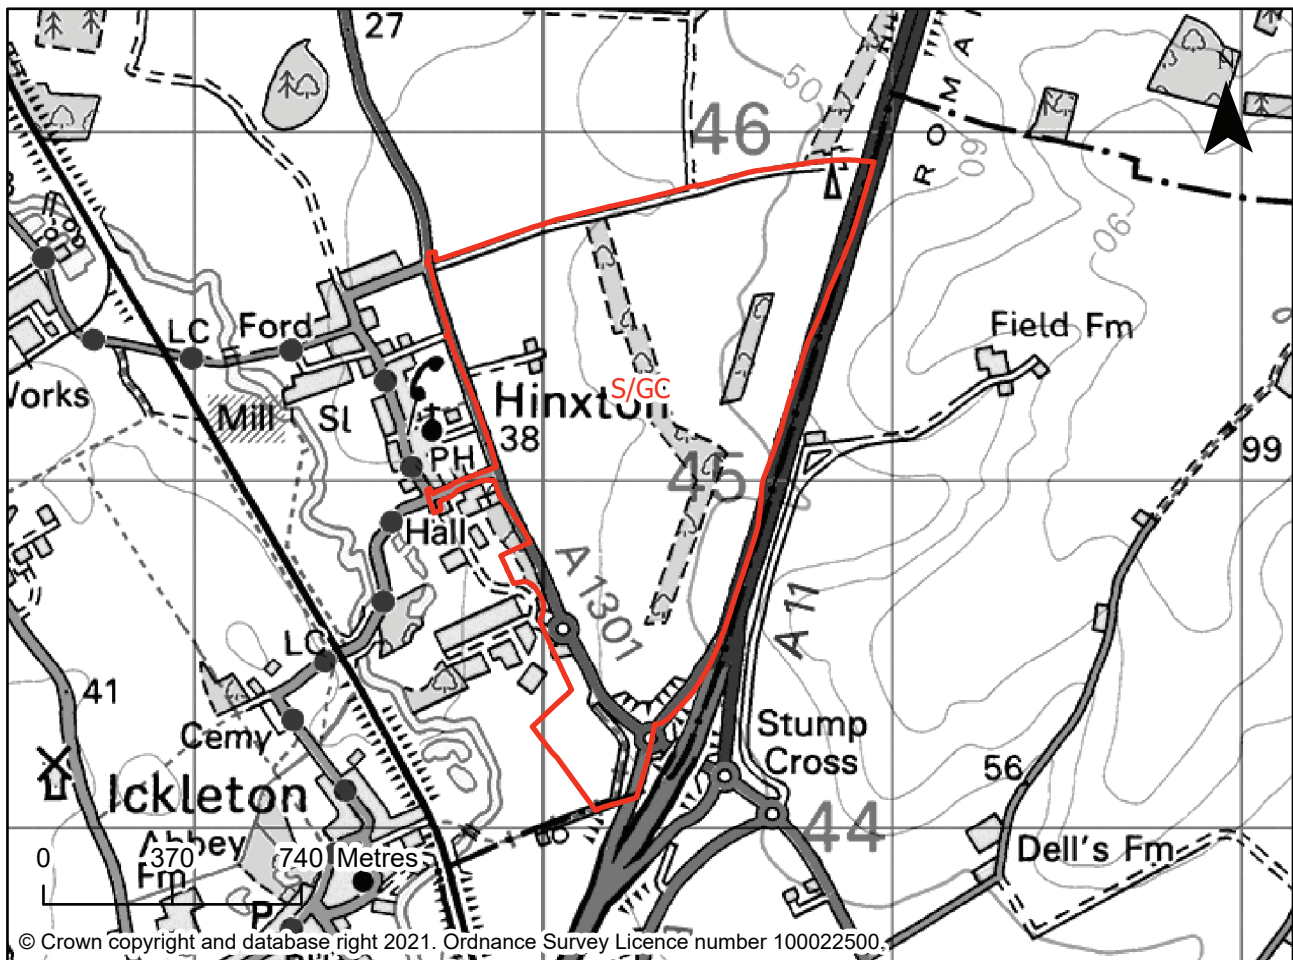 27
50
46
R O M A
60
60
LC
Ford
Field Fm
Works
Mill
Sl
S/GC
Hinxton
38
PH
45
99
Hall
A 1301
A 11
LC
41
Cemy
Stump
Cross
56
Ickleton
44
Abbey
Fm
Dell's Fm
0 370 740 Metres
P
N
© Crown copyright and database right 2021. Ordnance Survey Licence number 100022500.